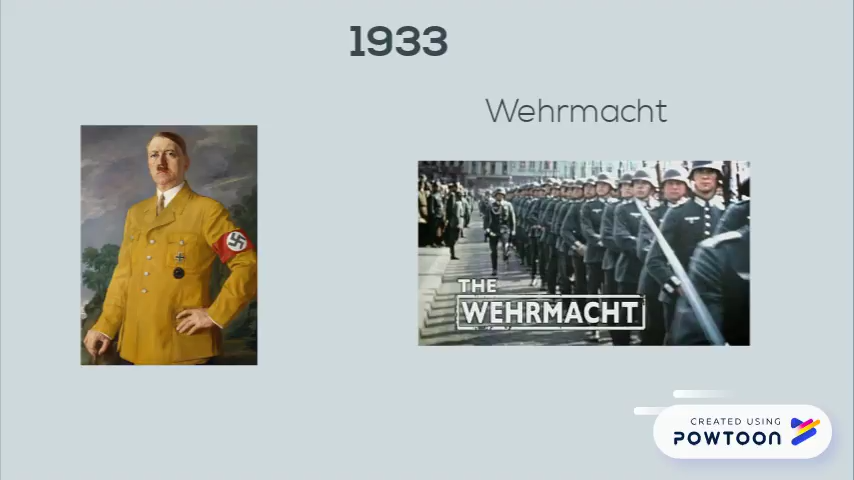 1933
Wehrmacht
THE
WEHRMACHT
CREATED USING
POWTOON